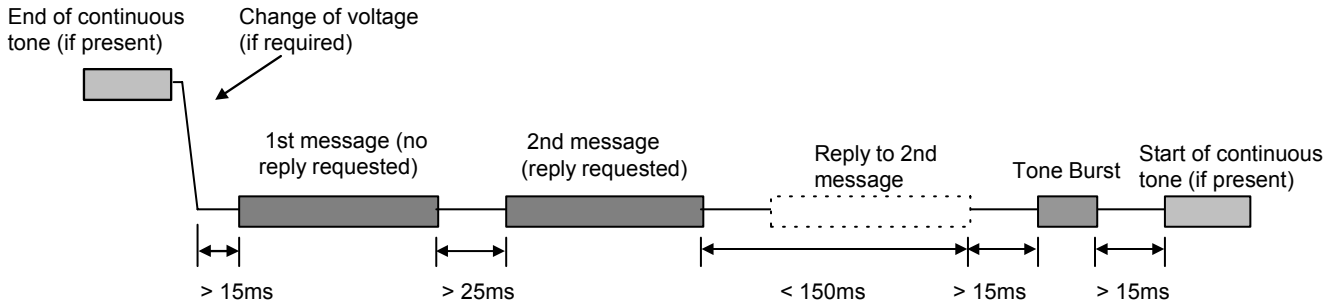 End of continuous
tone (if present)
Change of voltage
(if required)
1st message (no
reply requested)
2nd message
(reply requested)
Reply to 2nd
message
Tone Burst
Start of continuous
tone (if present)
> 15ms
> 25ms
< 150ms
> 15ms
> 15ms